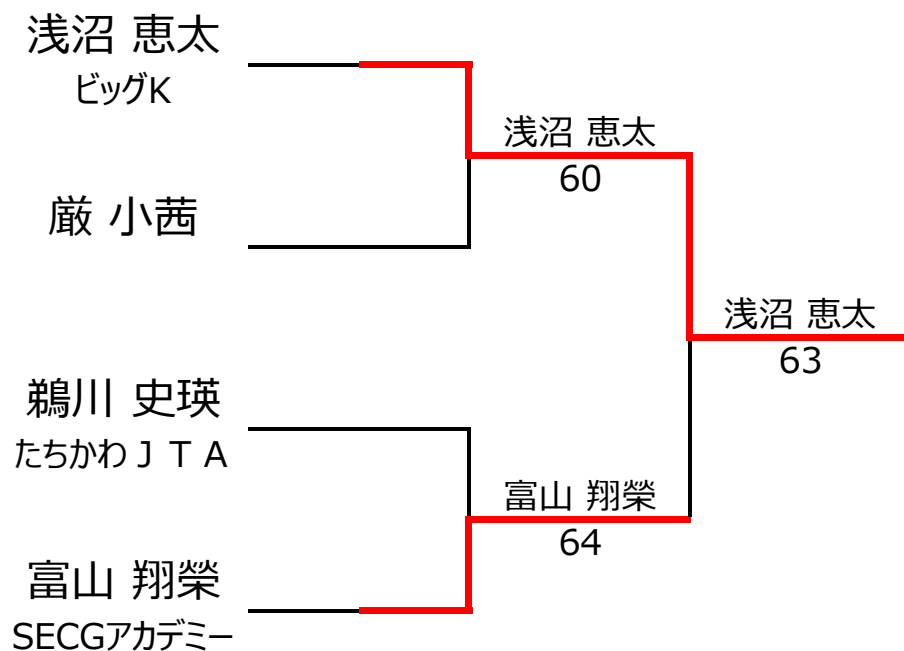 浅沼 恵太
ビッグK
厳 小茜
鵜川 史瑛
たちかわＪＴＡ
富山 翔榮
SECGアカデミー
浅沼 恵太
60
富山 翔榮
64
浅沼 恵太
63